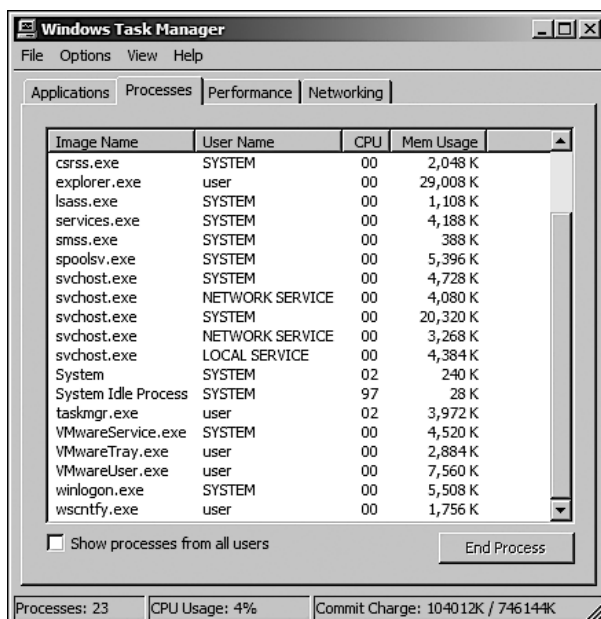 Windows Task Manager
File Options View Help
Applications Processes Performance Networking
Image Name User Name CPU Mem Usage
csrss.exe SYSTEM 00 2,048 K
explorer.exe user 00 29,008 K
lsass.exe SYSTEM 00 1,108 K
services.exe SYSTEM 00 4,188 K
smss.exe SYSTEM 00 388 K
spoolsv.exe SYSTEM 00 5,396 K
svchost.exe SYSTEM 00 4,728 K
svchost.exe NETWORK SERVICE 00 4,080 K
svchost.exe SYSTEM 00 20,320 K
svchost.exe NETWORK SERVICE 00 3,268 K
svchost.exe LOCAL SERVICE 00 4,384 K
System SYSTEM 02 240 K
System Idle Process SYSTEM 97 28 K
taskmgr.exe user 02 3,972 K
VMwareService.exe SYSTEM 00 4,520 K
VMwareTray.exe user 00 2,884 K
VMwareUser.exe user 00 7,560 K
winlogon.exe SYSTEM 00 5,508 K
wscntfy.exe user 00 1,756 K
Show processes from all users End Process
Processes: 23 CPU Usage: 4% Commit Charge: 104012K / 746144K